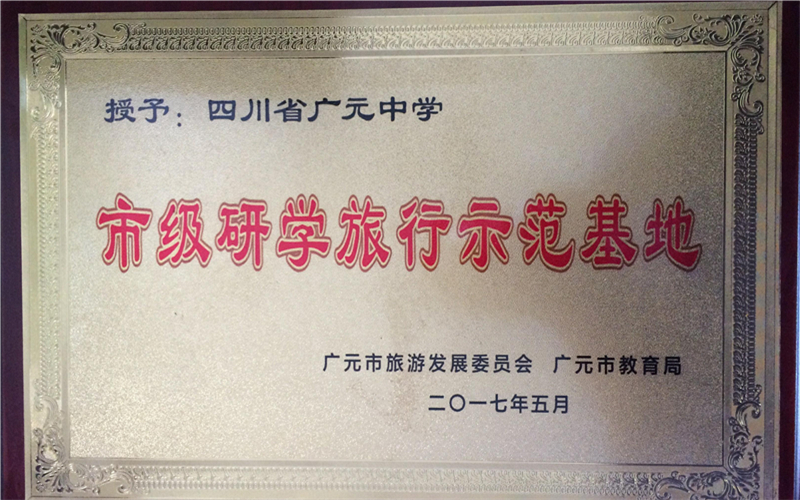 授予：四川省广元中学
市级研学旅行示范基地
广元市旅游发展委员会 广元市教育局
二〇一七年五月